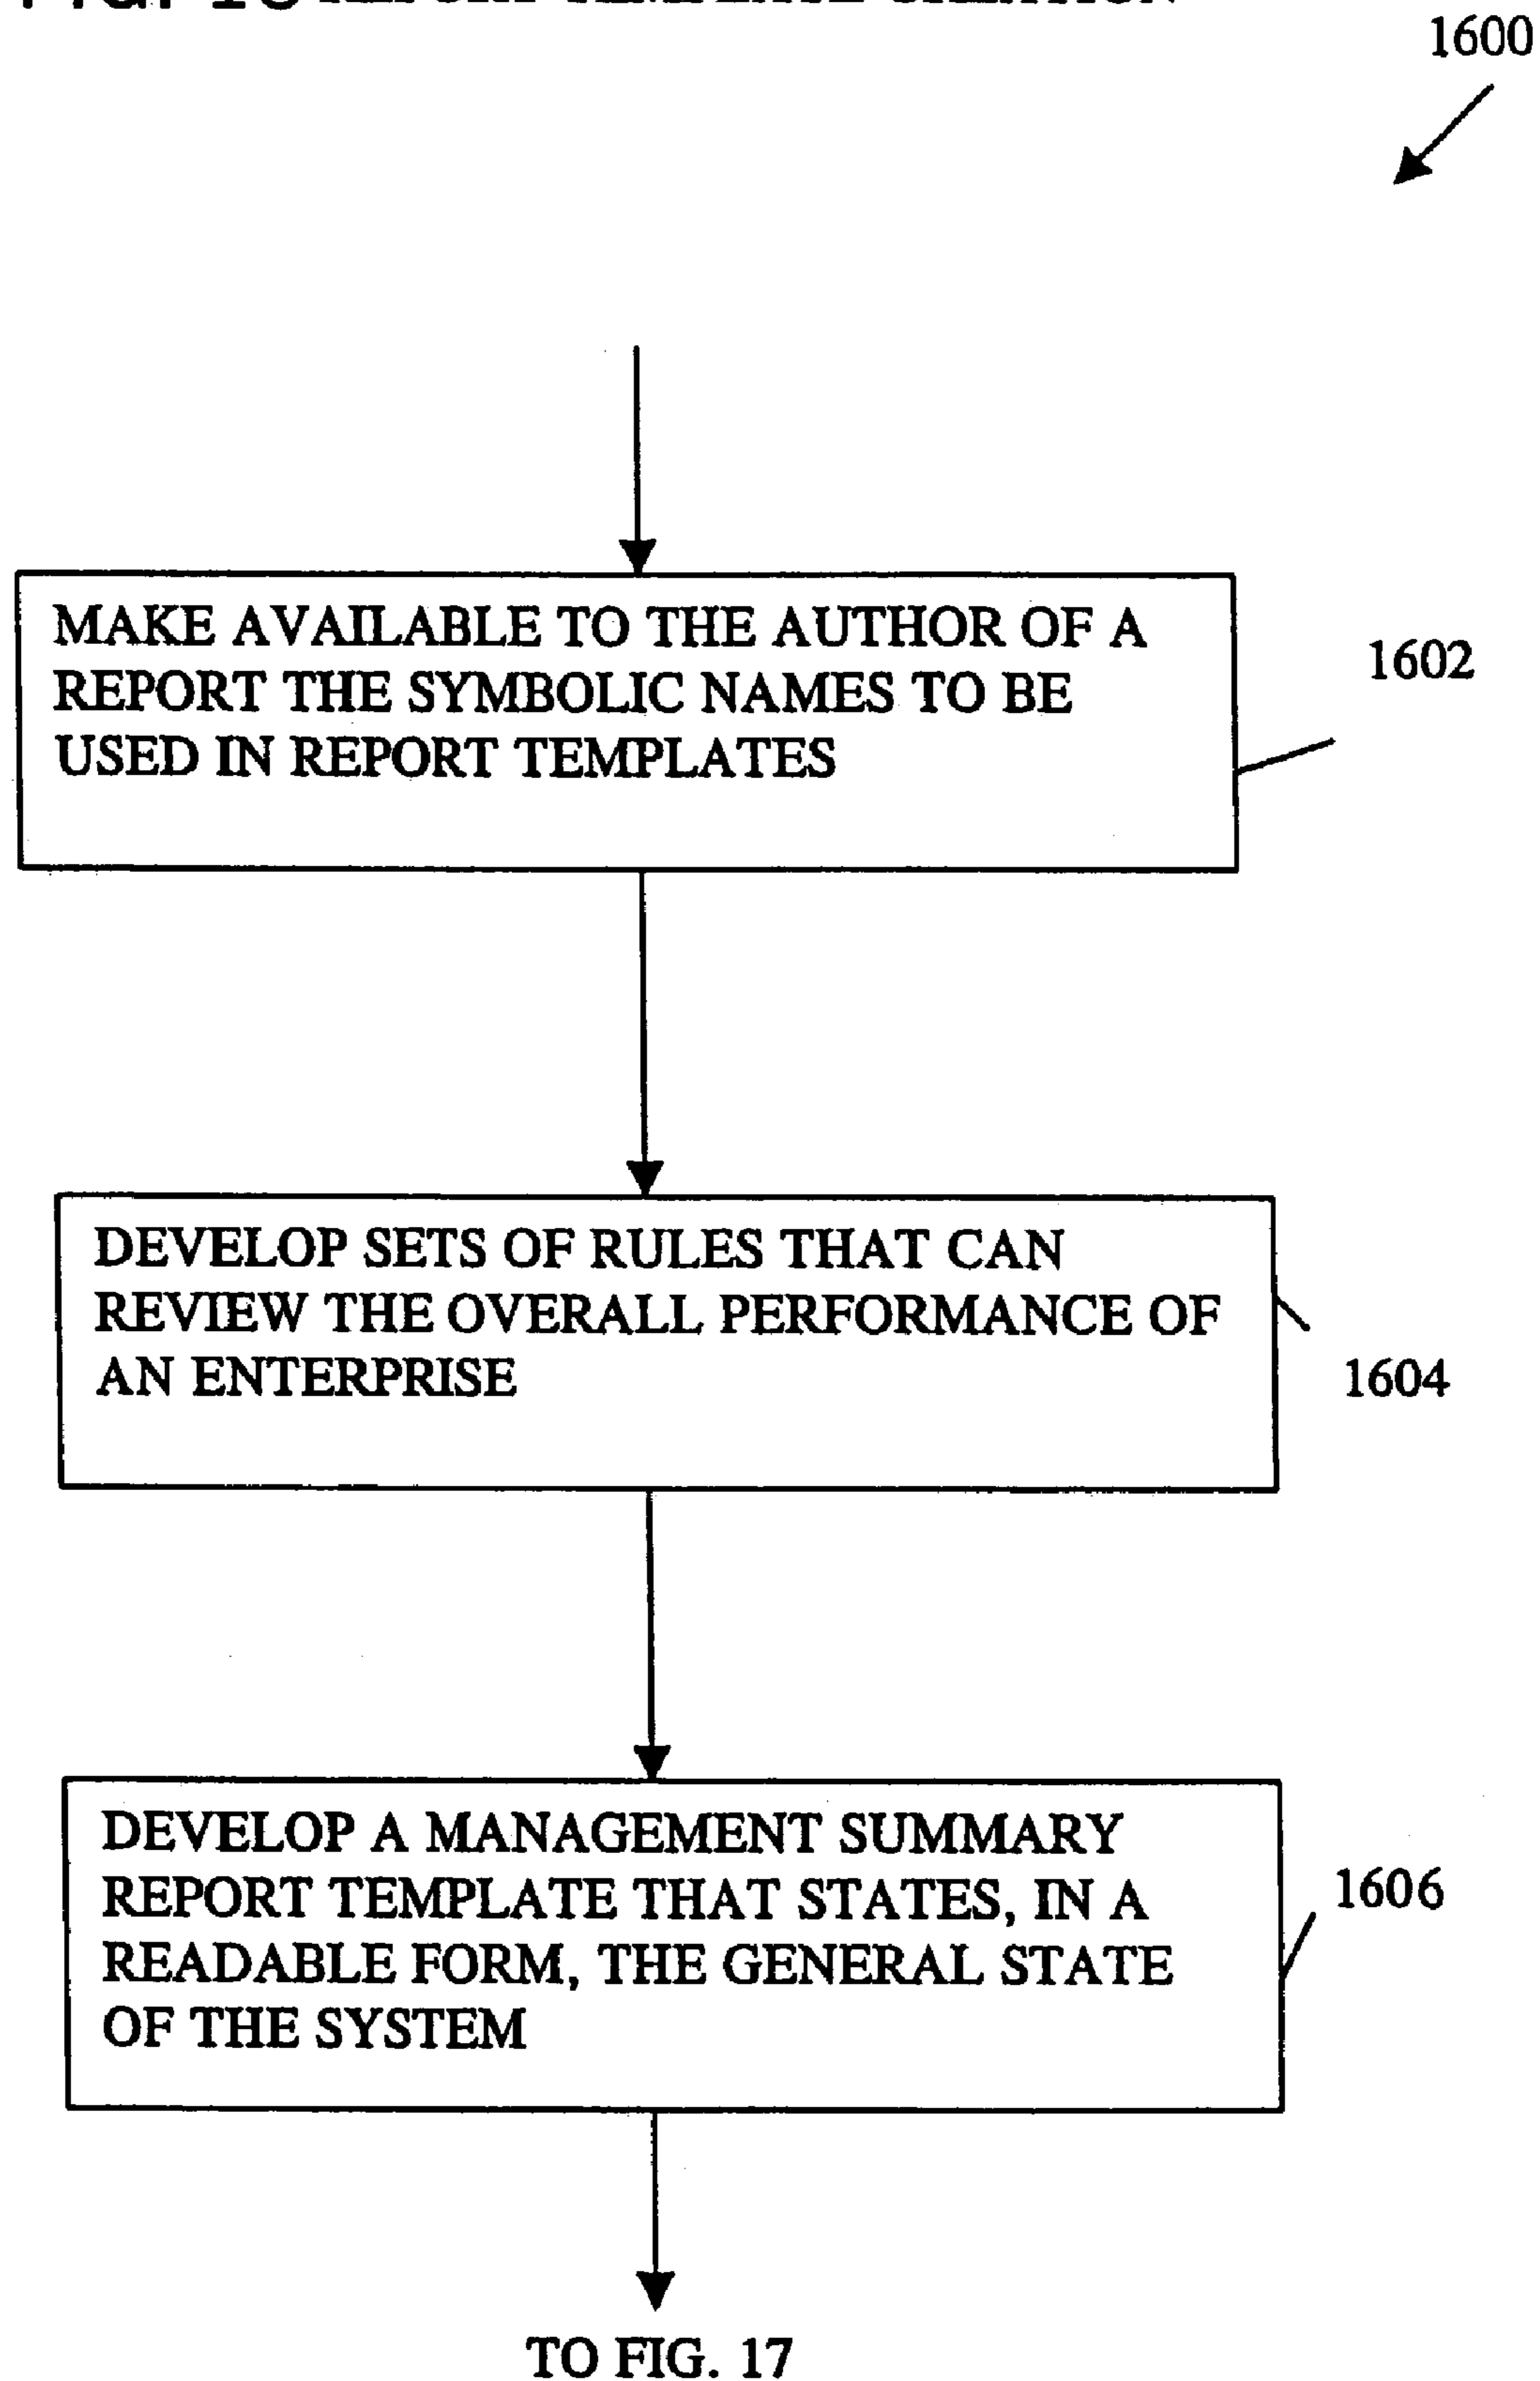 1600
MAKE AVAILABLE TO THE AUTHOR OF A
REPORT THE SYMBOLIC NAMES TO BE
USED IN REPORT TEMPLATES
1602
DEVELOP SETS OF RULES THAT CAN
REVIEW THE OVERALL PERFORMANCE OF
AN ENTERPRISE
1604
DEVELOP A MANAGEMENT SUMMARY
REPORT TEMPLATE THAT STATES, IN A
READABLE FORM, THE GENERAL STATE
OF THE SYSTEM
1606
TO FIG. 17